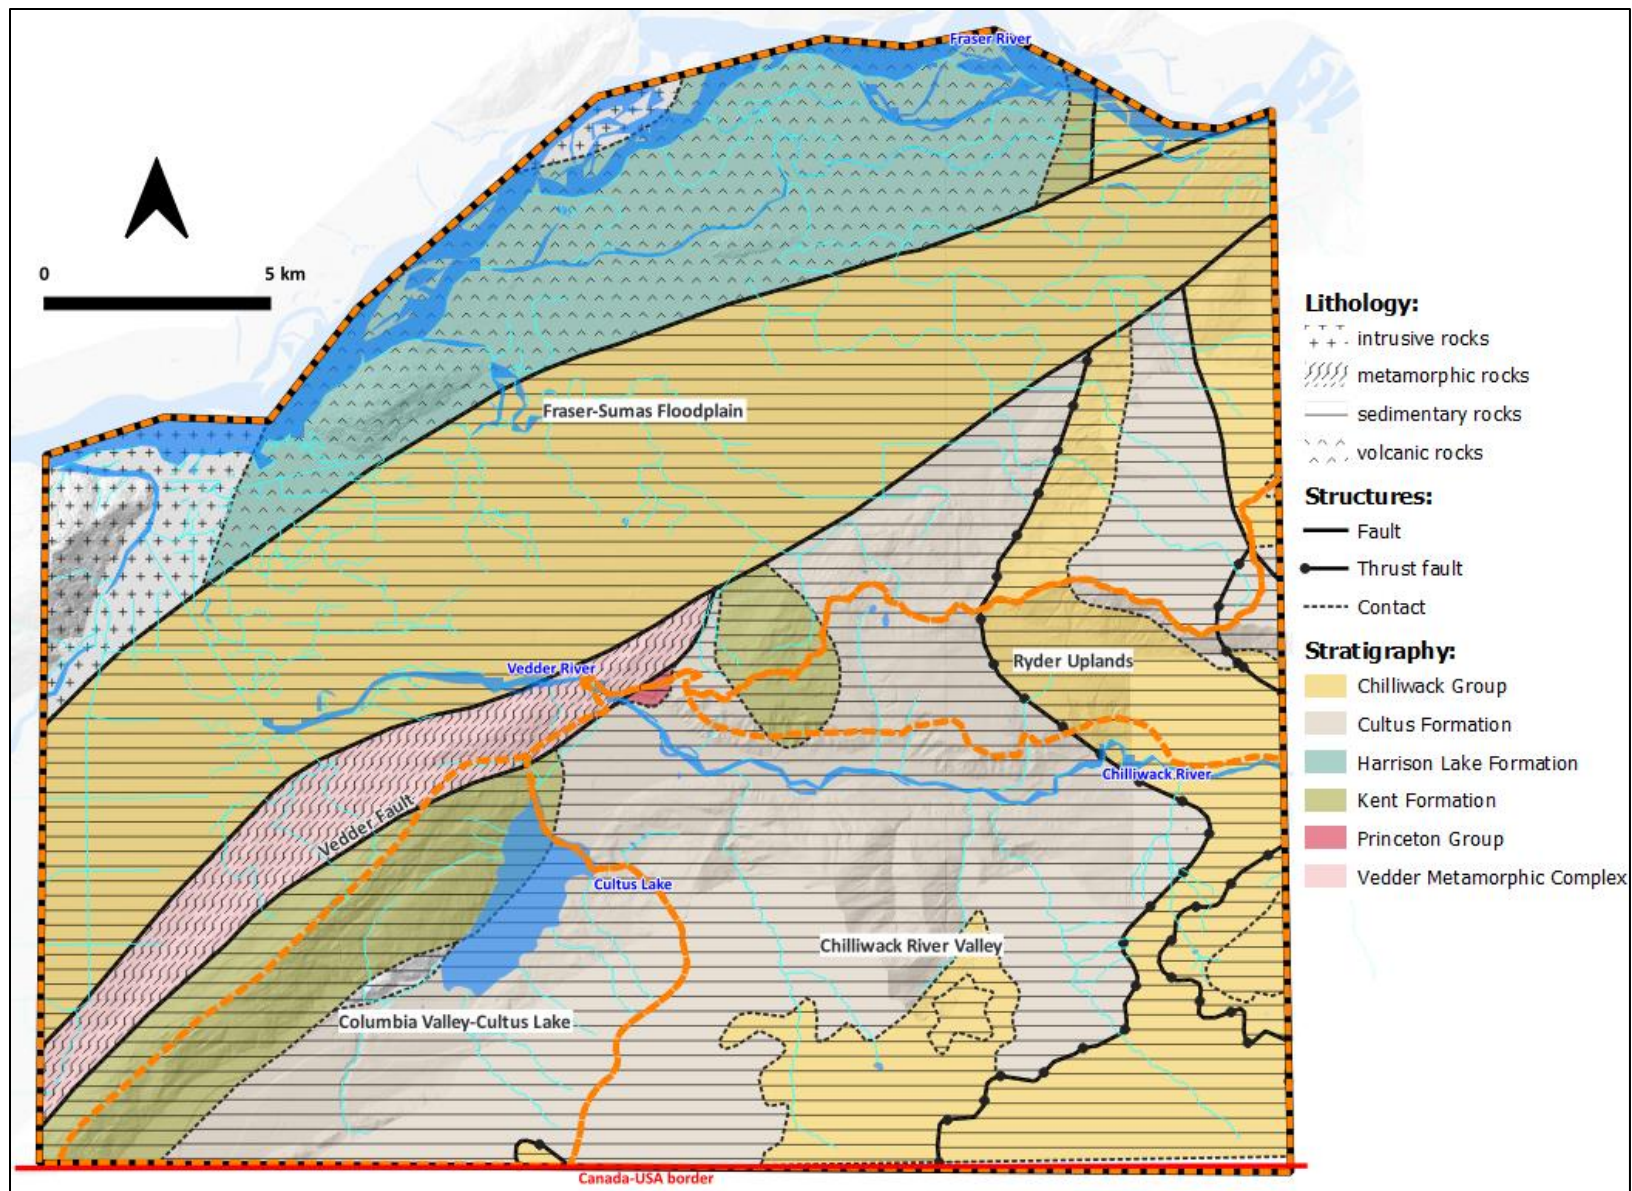 Fraser River
0 5 km
Fraser-Sumas Floodplain
Vedder River
Ryder Uplands
Chilliwack River
Vedder Fault
Cultus Lake
Chilliwack River Valley
Columbia Valley-Cultus Lake
Canada-USA border
Lithology:
intrusive rocks
metamorphic rocks
sedimentary rocks
volcanic rocks
Structures:
Fault
Thrust fault
Contact
Stratigraphy:
Chilliwack Group
Cultus Formation
Harrison Lake Formation
Kent Formation
Princeton Group
Vedder Metamorphic Complex